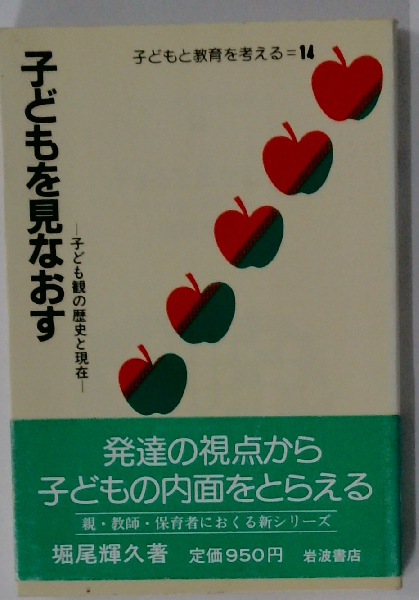 子どもと教育を考える=14
子どもを見なおす
―子ども観の歴史と現在―
発達の視点から
子どもの内面をとらえる
親・教師・保育者におくる新シリーズ
堀尾輝久著 定価950円 岩波書店